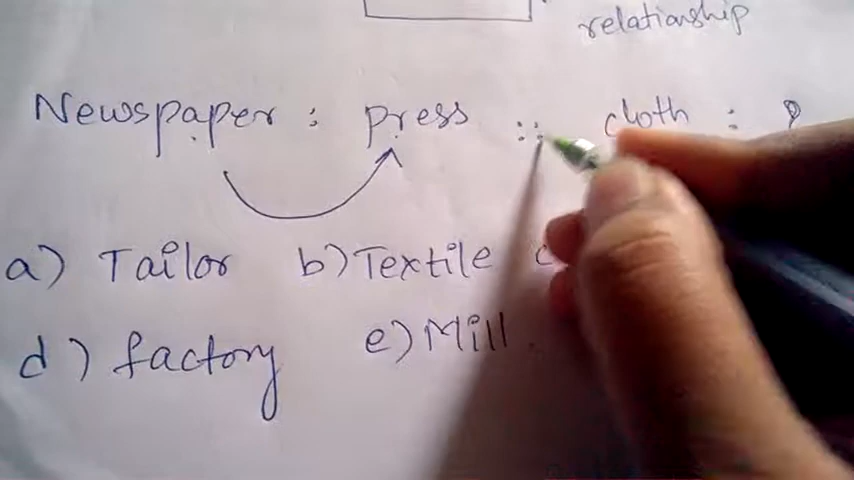 relationship
Newspaper : Press :: cloth : ?
a) Tailor b) Textile c
d) factory e) Mill